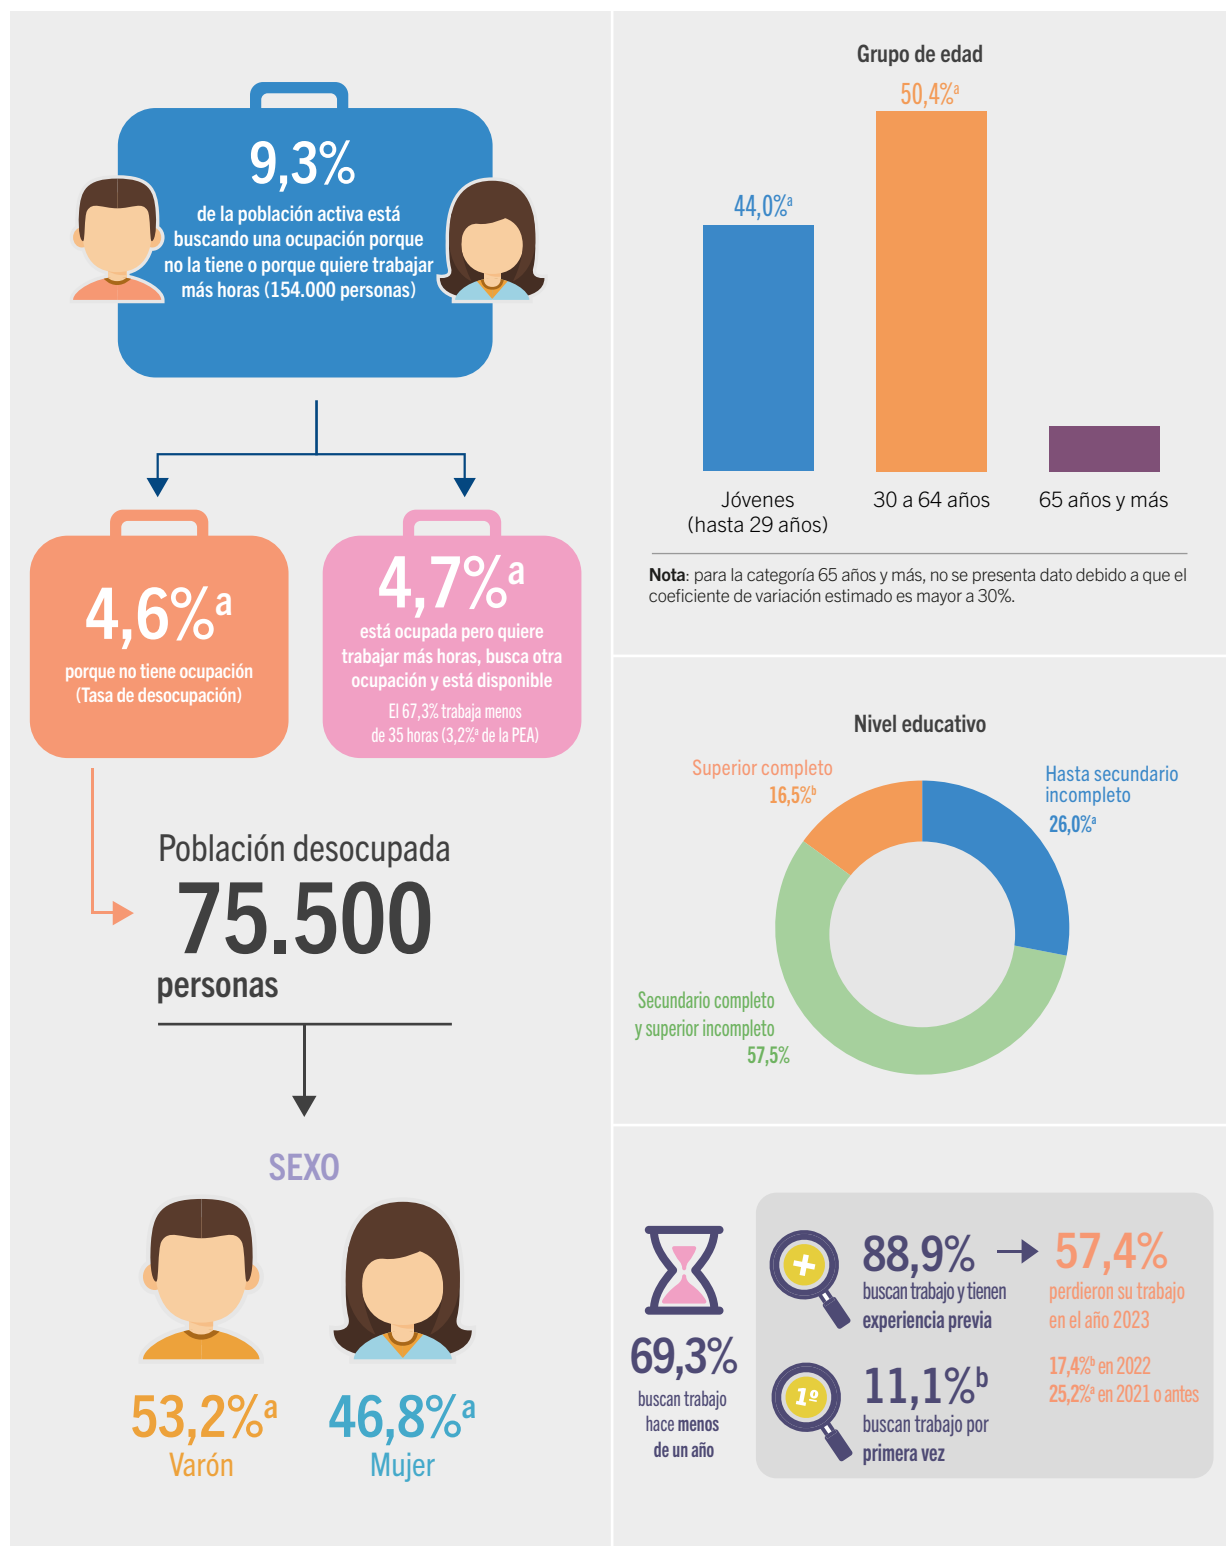 9,3%
de la población activa está
buscando una ocupación porque
no la tiene o porque quiere trabajar
más horas (154.000 personas)
4,6%ª
porque no tiene ocupación
(Tasa de desocupación)
4,7%ª
está ocupada pero quiere
trabajar más horas, busca otra
ocupación y está disponible
El 67,3% trabaja menos
de 35 horas (3,2%ª de la PEA)
Población desocupada
75.500
personas
SEXO
53,2%ª
Varón
46,8%ª
Mujer
Grupo de edad
50,4%ª
44,0%ª
Jóvenes
(hasta 29 años)
30 a 64 años
65 años y más
Nota: para la categoría 65 años y más, no se presenta dato debido a que el
coeficiente de variación estimado es mayor a 30%.
Nivel educativo
Superior completo
16,5%ᵇ
Hasta secundario
incompleto
26,0%ª
Secundario completo
y superior incompleto
57,5%
69,3%
buscan trabajo
hace menos
de un año
88,9%
buscan trabajo y tienen
experiencia previa
57,4%
perdieron su trabajo
en el año 2023
17,4%ᵇ en 2022
25,2%ª en 2021 o antes
1º
11,1%ᵇ
buscan trabajo por
primera vez